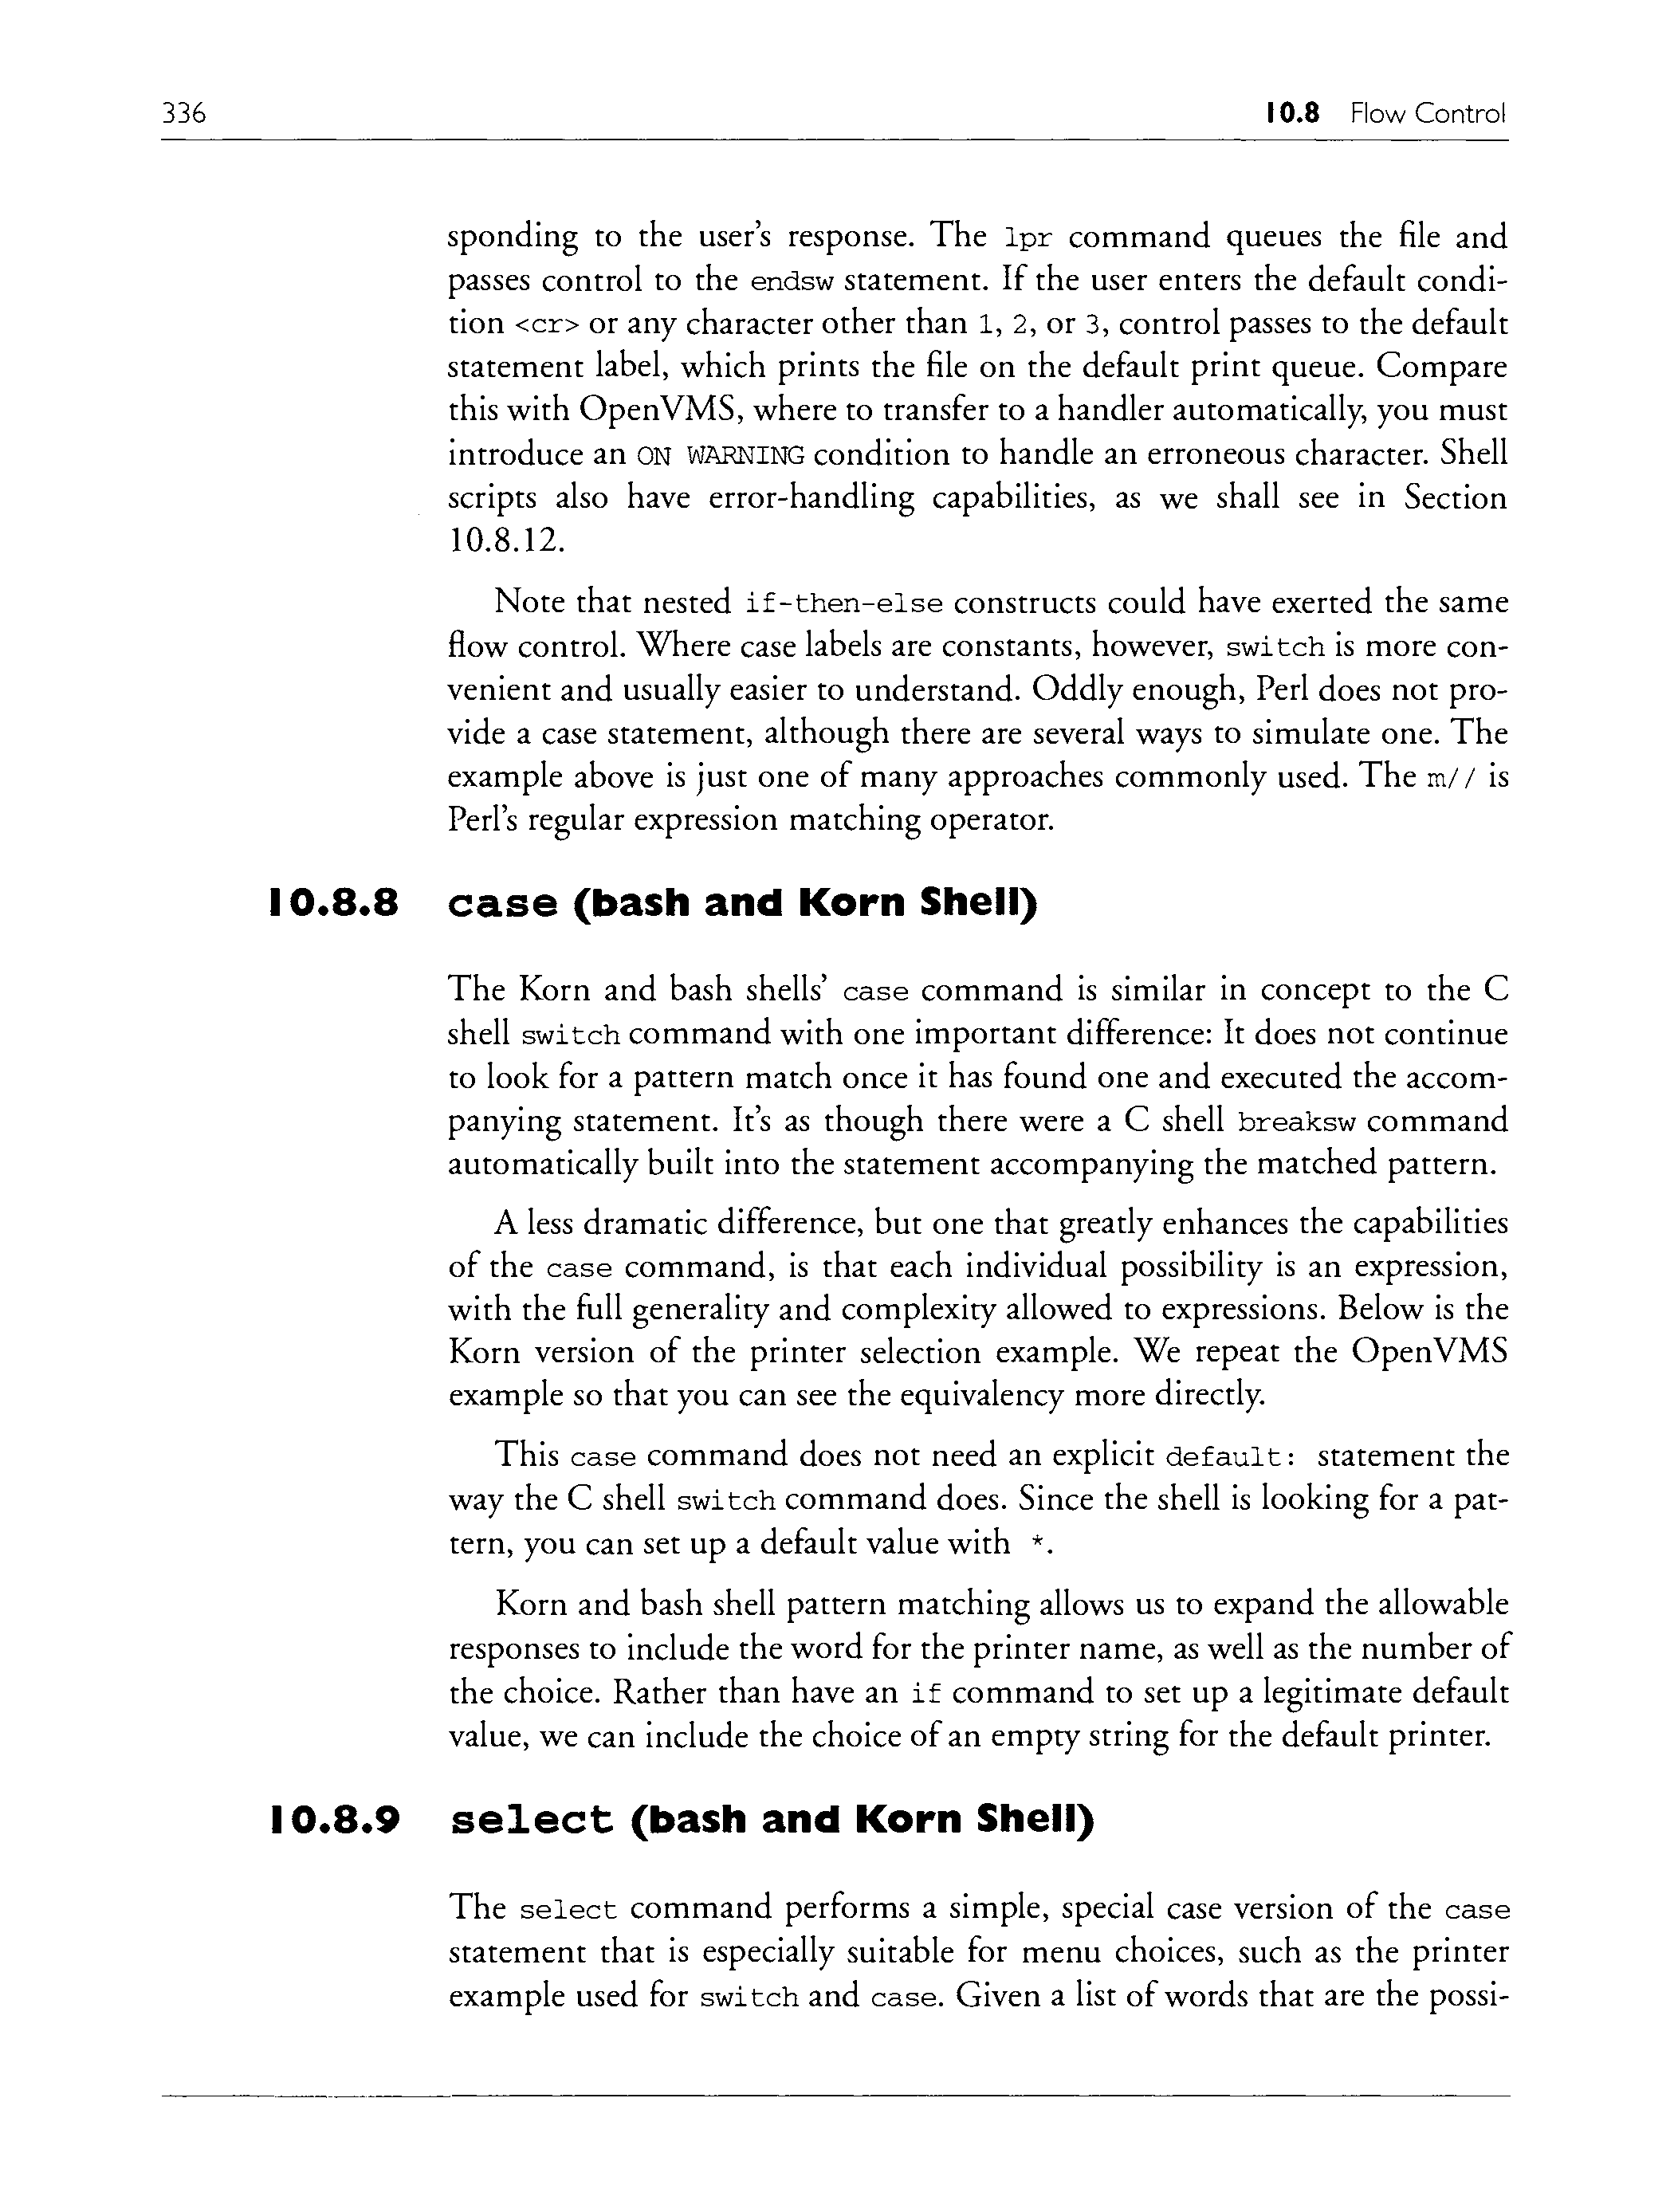 336
10.8 Flow Control
sponding to the user's response. The lpr command queues the file and
passes control to the endsw statement. If the user enters the default condi-
tion <cr> or any character other than 1, 2, or 3, control passes to the default
statement label, which prints the file on the default print queue. Compare
this with OpenVMS, where to transfer to a handler automatically, you must
introduce an ON WARNING condition to handle an erroneous character. Shell
scripts also have error-handling capabilities, as we shall see in Section
10.8.12.
Note that nested if-then-else constructs could have exerted the same
flow control. Where case labels are constants, however, switch is more con-
venient and usually easier to understand. Oddly enough, Perl does not pro-
vide a case statement, although there are several ways to simulate one. The
example above is just one of many approaches commonly used. The m// is
Perl's regular expression matching operator.
10.8.8 case (bash and Korn Shell)
The Korn and bash shells' case command is similar in concept to the C
shell switch command with one important difference: It does not continue
to look for a pattern match once it has found one and executed the accom-
panying statement. It's as though there were a C shell breaksw command
automatically built into the statement accompanying the matched pattern.
A less dramatic difference, but one that greatly enhances the capabilities
of the case command, is that each individual possibility is an expression,
with the full generality and complexity allowed to expressions. Below is the
Korn version of the printer selection example. We repeat the OpenVMS
example so that you can see the equivalency more directly.
This case command does not need an explicit default: statement the
way the C shell switch command does. Since the shell is looking for a pat-
tern, you can set up a default value with *.
Korn and bash shell pattern matching allows us to expand the allowable
responses to include the word for the printer name, as well as the number of
the choice. Rather than have an if command to set up a legitimate default
value, we can include the choice of an empty string for the default printer.
10.8.9 select (bash and Korn Shell)
The select command performs a simple, special case version of the case
statement that is especially suitable for menu choices, such as the printer
example used for switch and case. Given a list of words that are the possi-